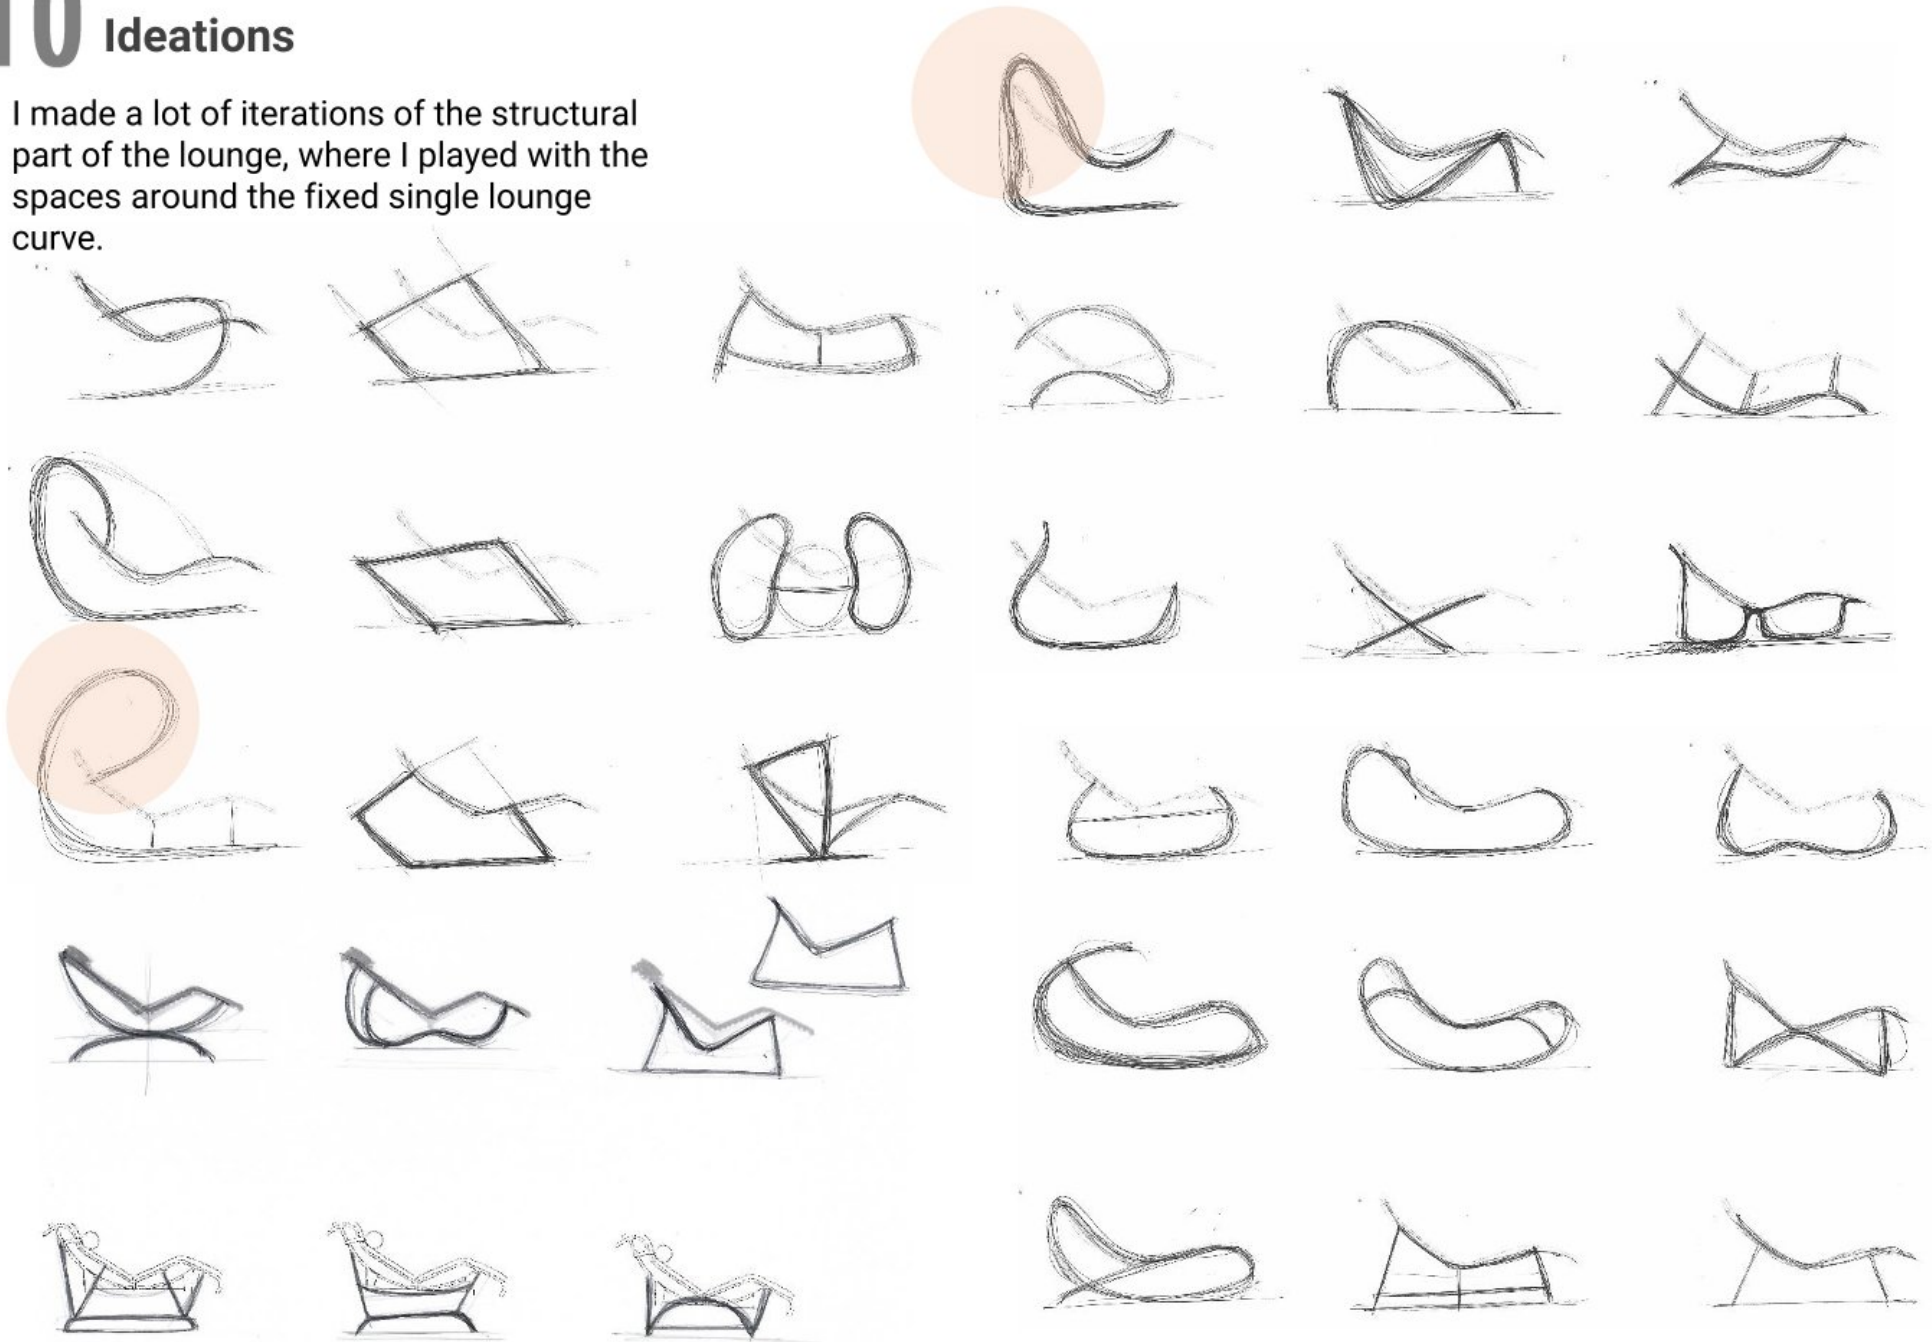 10 Ideations
I made a lot of iterations of the structural
part of the lounge, where I played with the
spaces around the fixed single lounge
curve.